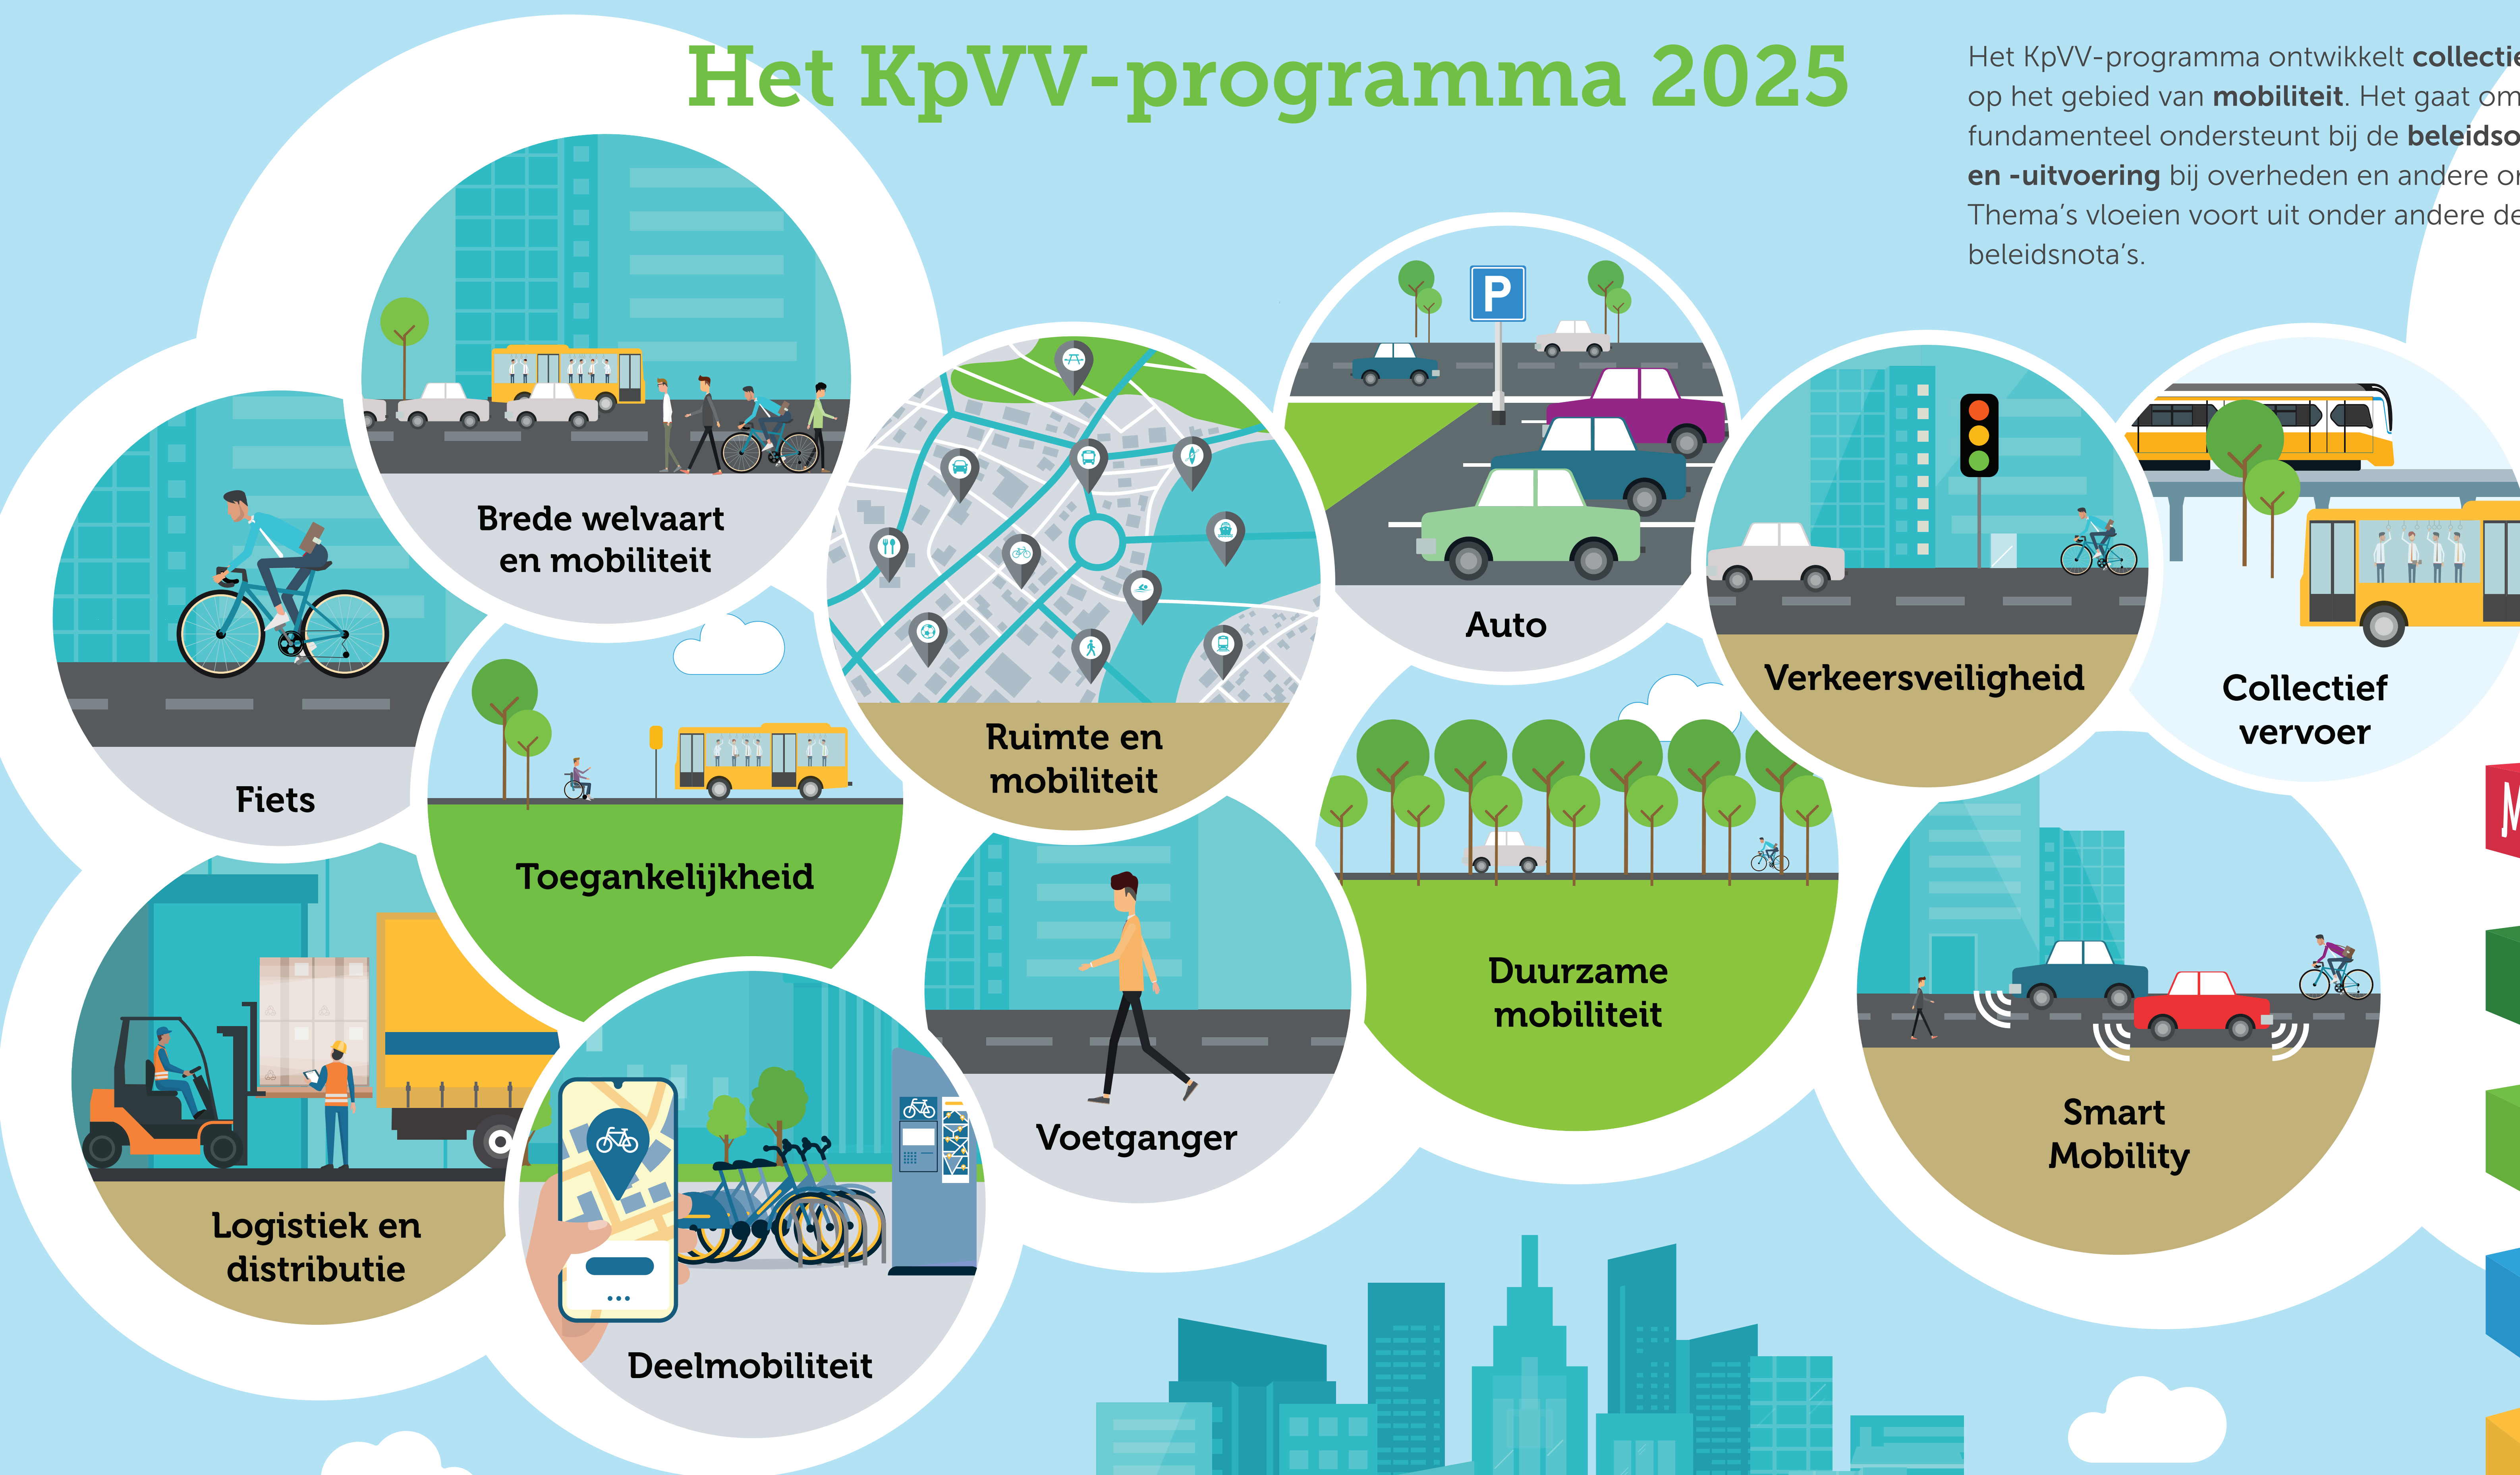 Het KpVV-programma 2025
Het KpVV-programma ontwikkelt
op het gebied van mobiliteit. Het gaat om
fundamenteel ondersteunt bij de
en -uitvoering bij overheden en andere
Thema's vloeien voort uit onder andere de
beleidsnota's.
Brede welvaart
en mobiliteit
P
Fiets
Ruimte en
mobiliteit
Auto
Verkeersveiligheid
Collectief
vervoer
Toegankelijkheid
Duurzame
mobiliteit
Voetganger
Smart
Mobility
Logistiek en
distributie
Deelmobiliteit